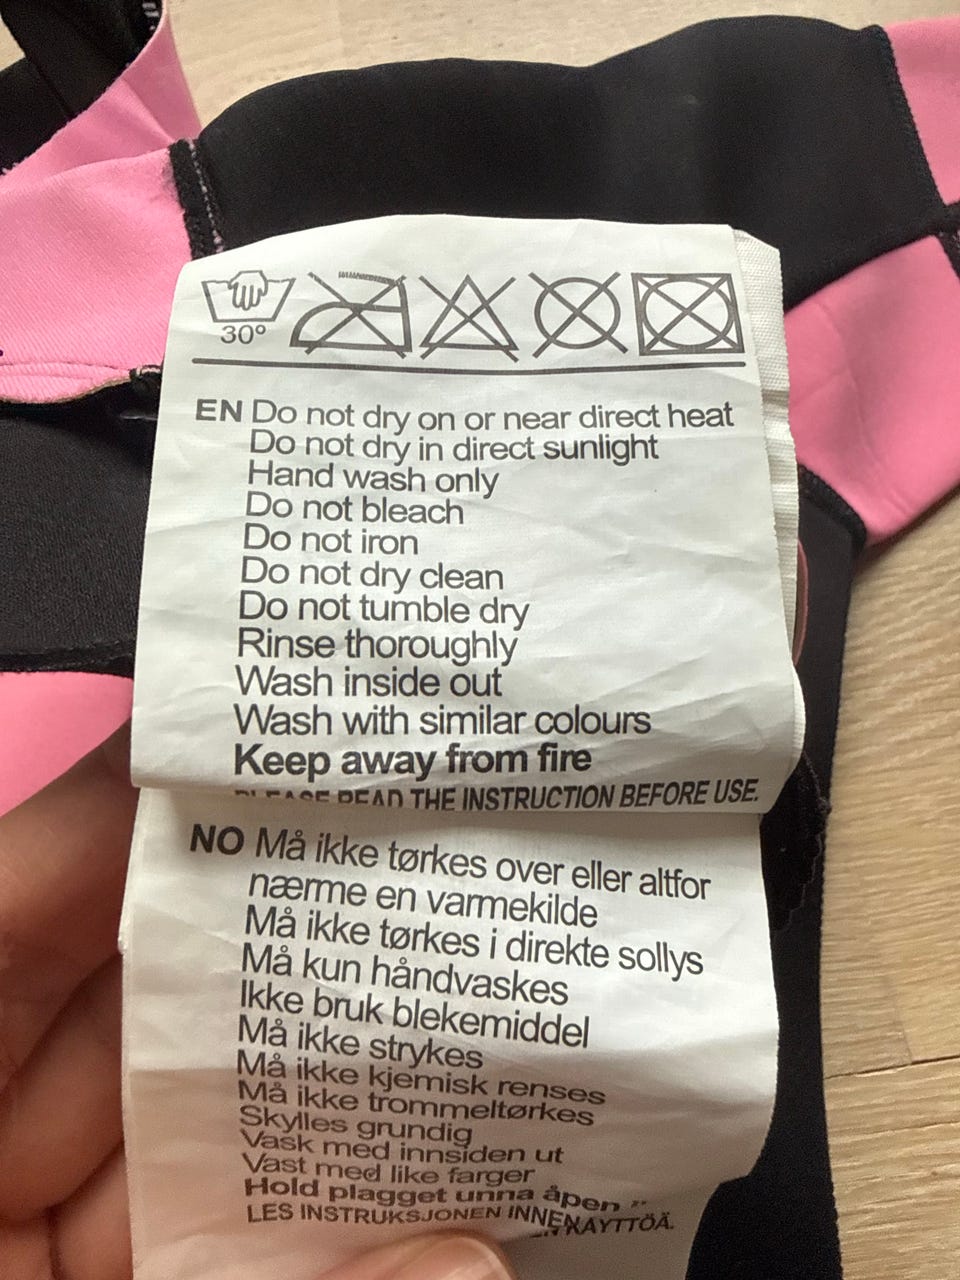 30°
EN Do not dry on or near direct heat
Do not dry in direct sunlight
Hand wash only
Do not bleach
Do not iron
Do not dry clean
Do not tumble dry
Rinse thoroughly
Wash inside out
Wash with similar colours
Keep away from fire
PLEASE READ THE INSTRUCTION BEFORE USE.
NO Må ikke tørkes over eller altfor
nærme en varmekilde
Må ikke tørkes i direkte sollys
Må kun håndvaskes
Ikke bruk blekemiddel
Må ikke strykes
Må ikke kjemisk renses
Må ikke trommeltørkes
Skylles grundig
Vask med innsiden ut
Vast med like farger
Hold plagget unna åpen
LES INSTRUKSJONEN INNEN
KÄYTTÖÄ.